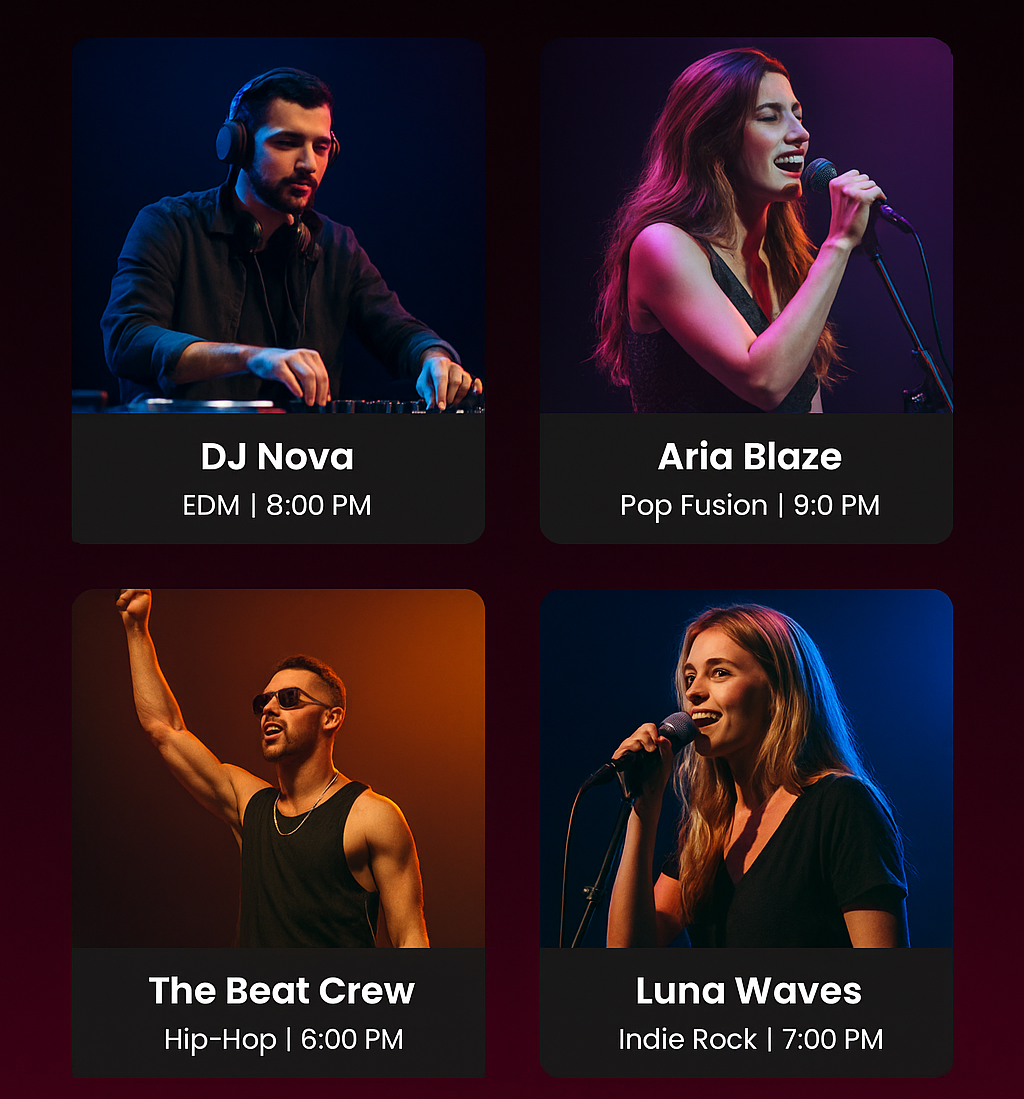 DJ Nova
EDM | 8:00 PM
Aria Blaze
Pop Fusion | 9:0 PM
The Beat Crew
Hip-Hop | 6:00 PM
Luna Waves
Indie Rock | 7:00 PM